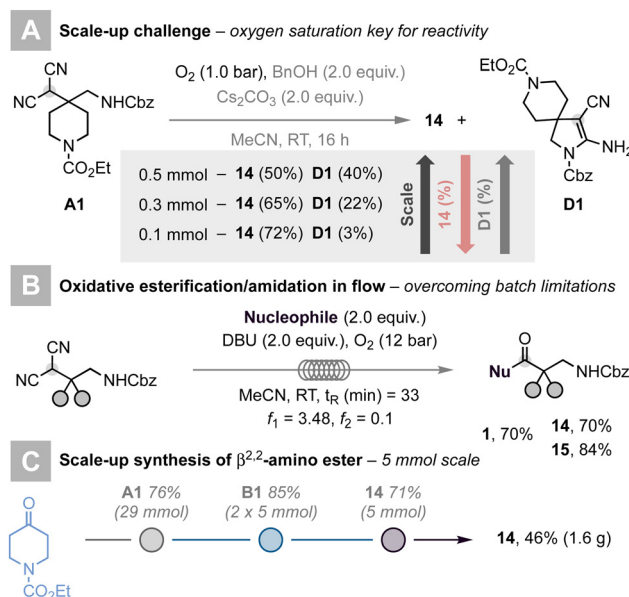 A Scale-up challenge – oxygen saturation key for reactivity
CN
NC
NHCbz
N
CO₂Et
A1
O₂ (1.0 bar), BnOH (2.0 equiv.)
Cs₂CO₃ (2.0 equiv.)
MeCN, RT, 16 h
14 +
EtO₂C
N
CN
NH₂
N
Cbz
D1
0.5 mmol – 14 (50%) D1 (40%)
0.3 mmol – 14 (65%) D1 (22%)
0.1 mmol – 14 (72%) D1 (3%)
Scale
14 (%)
D1 (%)
B Oxidative esterification/amidation in flow – overcoming batch limitations
CN
NC
NHCbz
Nucleophile (2.0 equiv.)
DBU (2.0 equiv.), O₂ (12 bar)
MeCN, RT, tR (min) = 33
f₁ = 3.48, f₂ = 0.1
O
Nu
NHCbz
1, 70%
14, 70%
15, 84%
C Scale-up synthesis of β²,²-amino ester – 5 mmol scale
O
N
CO₂Et
A1 76%
(29 mmol)
B1 85%
(2 x 5 mmol)
14 71%
(5 mmol)
14, 46% (1.6 g)